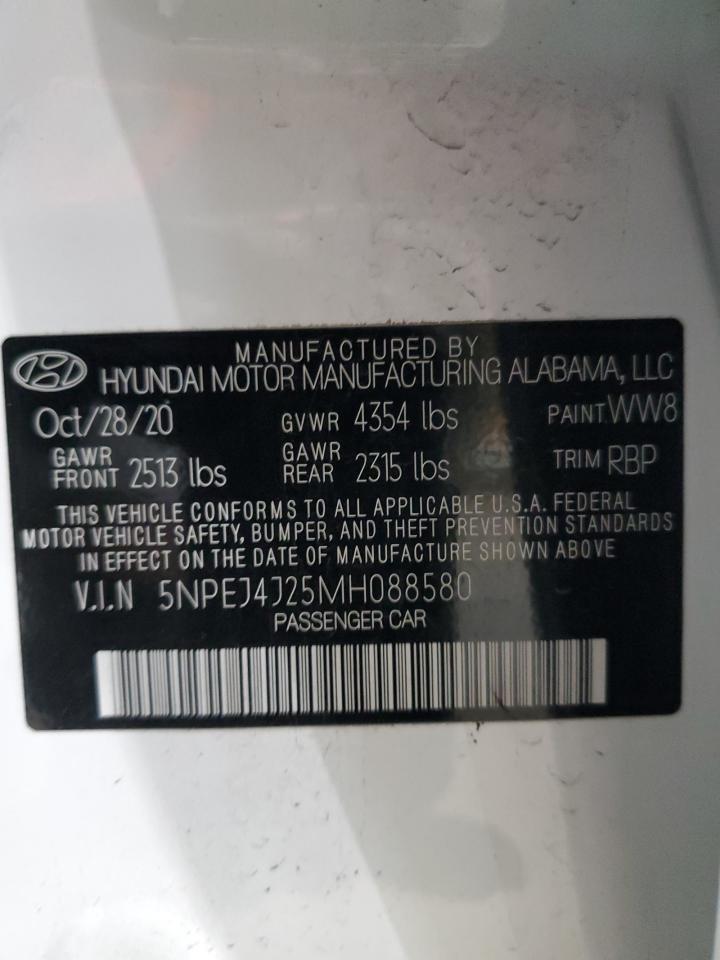 MANUFACTURED BY
HYUNDAI MOTOR MANUFACTURING ALABAMA, LLC
Oct/28/20 GVWR 4354 lbs PAINT WW8
GAWR FRONT 2513 lbs GAWR REAR 2315 lbs TRIM RBP
THIS VEHICLE CONFORMS TO ALL APPLICABLE U.S.A. FEDERAL
MOTOR VEHICLE SAFETY, BUMPER, AND THEFT PREVENTION STANDARDS
IN EFFECT ON THE DATE OF MANUFACTURE SHOWN ABOVE
V.I.N 5NPEJ4J25MH088580
PASSENGER CAR